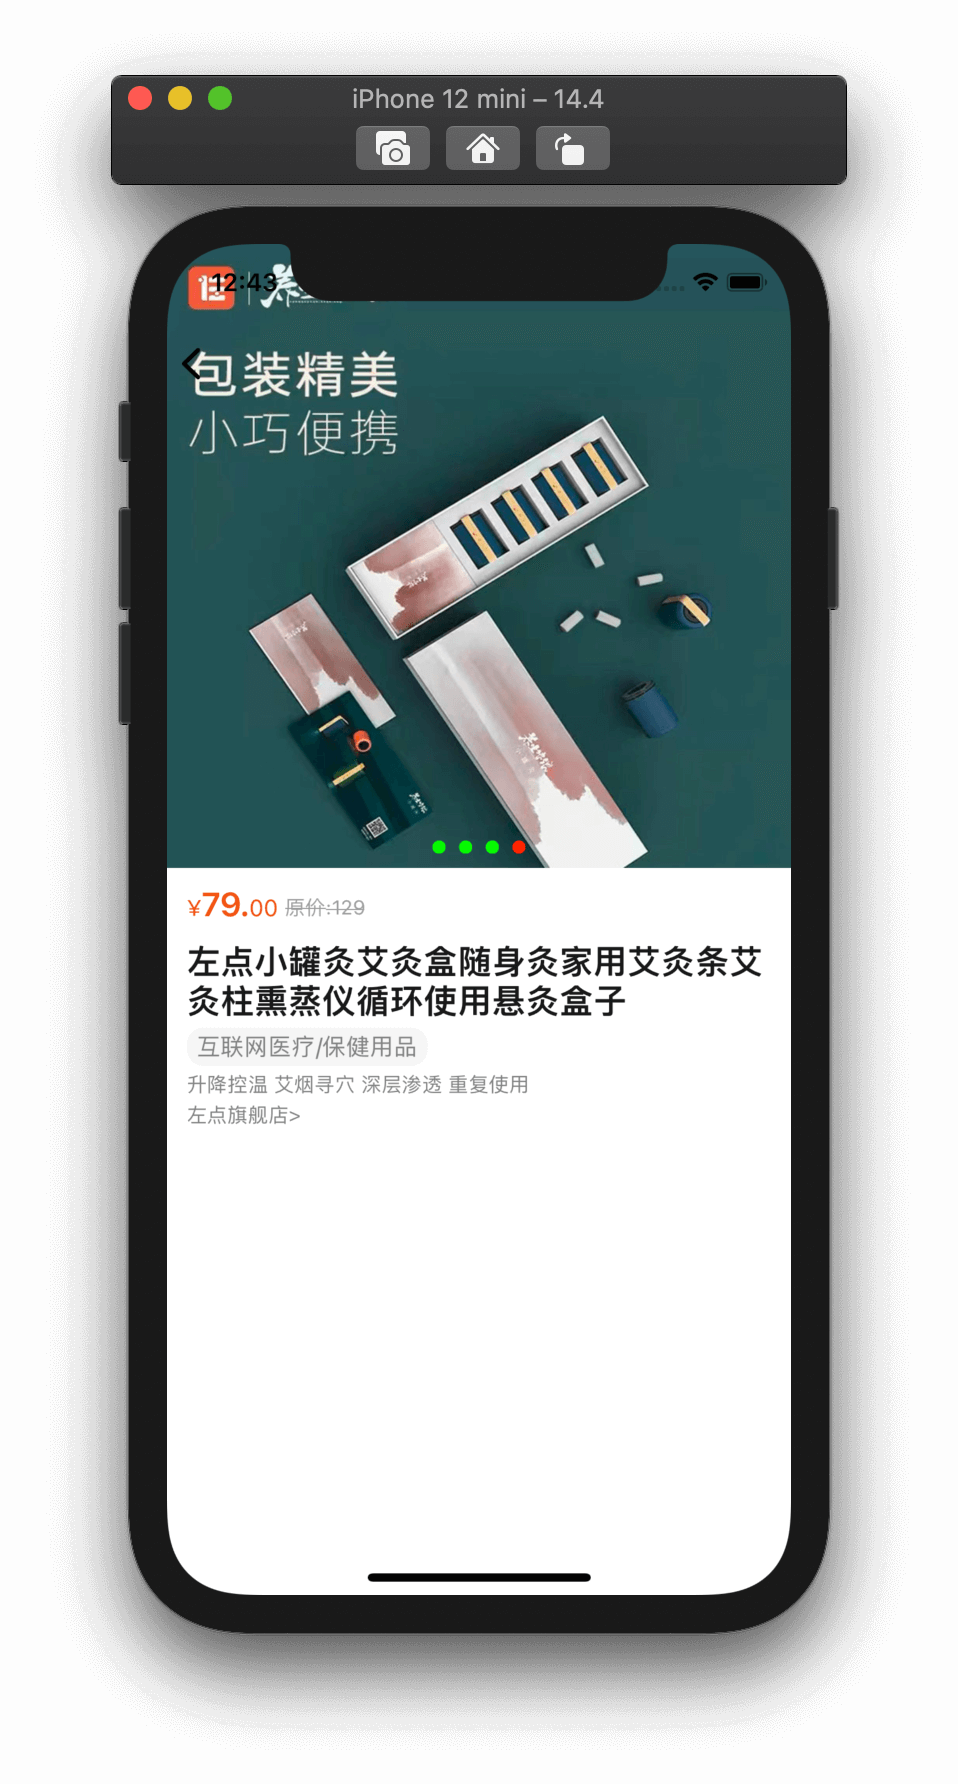 iPhone 12 mini – 14.4
12:43
包装精美
小巧便携
¥79.00 原价:129
左点小罐灸艾灸盒随身灸家用艾灸条艾
灸柱熏蒸仪循环使用悬灸盒子
互联网医疗/保健用品
升降控温 艾烟寻穴 深层渗透 重复使用
左点旗舰店>